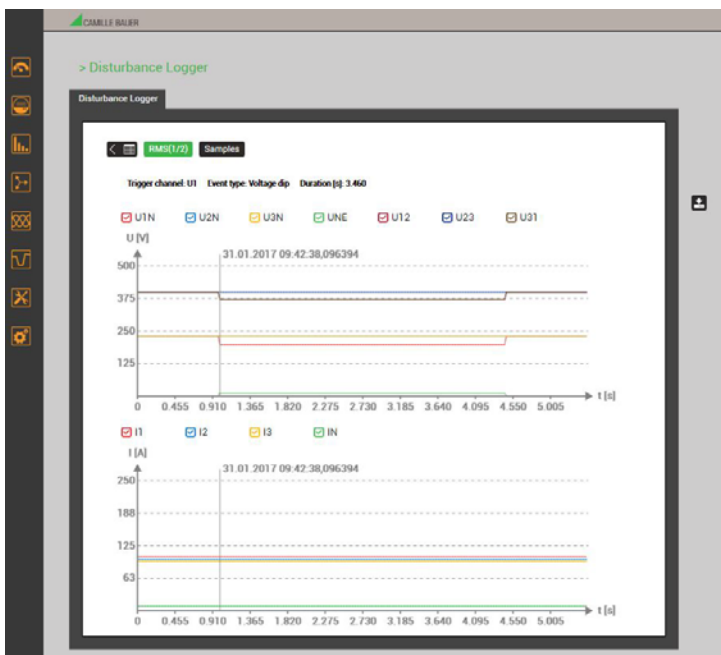 CAMILLE BAUER
> Disturbance Logger
Disturbance Logger
RMS(1/2) Samples
Trigger channel: U1 Event type: Voltage dip Duration [s]: 3.460
U1N U2N U3N UNE U12 U23 U31
U [V]
31.01.2017 09:42:38,096394
500
375
250
125
t [s]
0 0.455 0.910 1.365 1.820 2.275 2.730 3.185 3.640 4.095 4.550 5.005
I1 I2 I3 IN
I [A]
31.01.2017 09:42:38,096394
250
188
125
63
t [s]
0 0.455 0.910 1.365 1.820 2.275 2.730 3.185 3.640 4.095 4.550 5.005